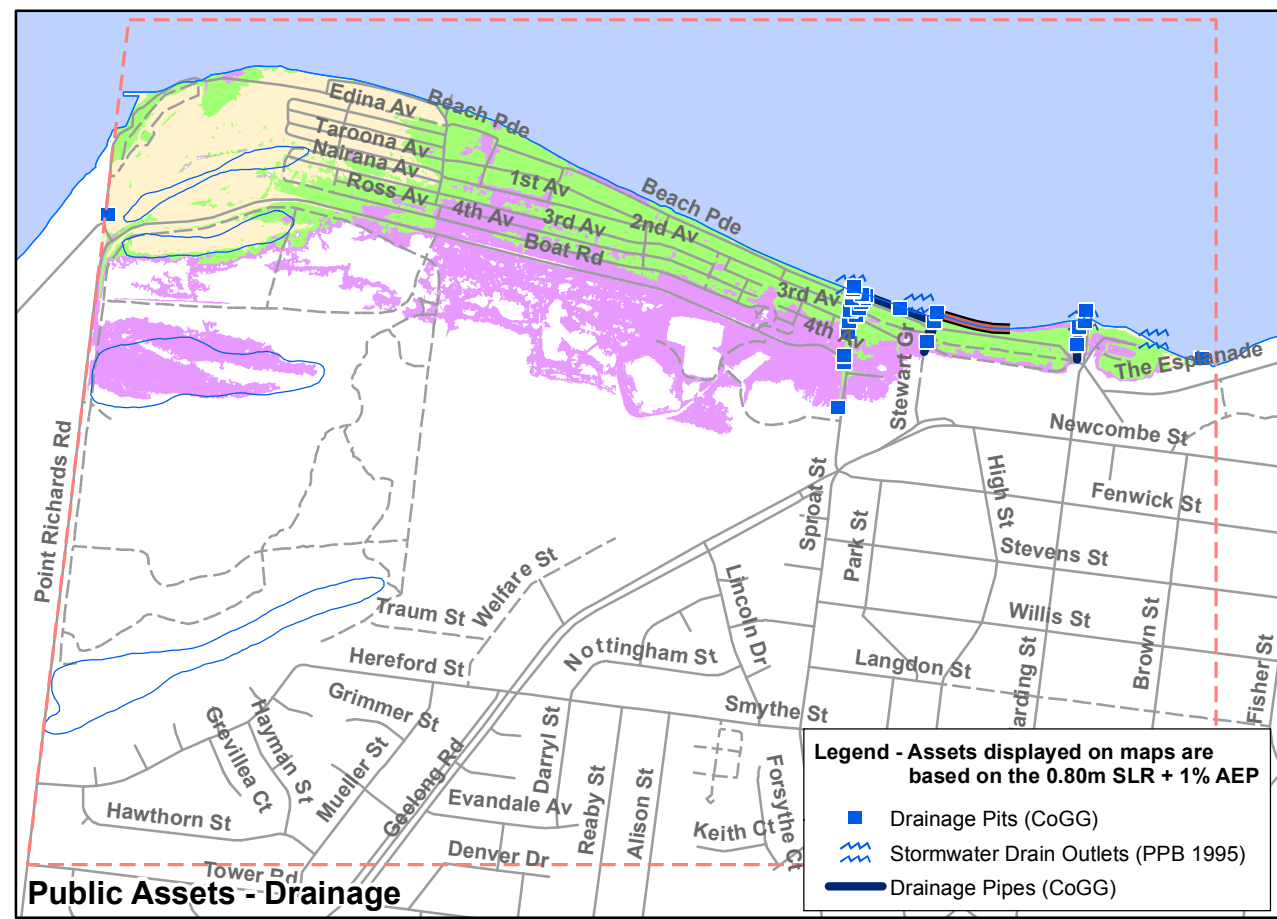 Edina Av
Beach Pde
Taroona Av
Nairana Av
Ross Av
1st Av
Beach Pde
4th Av
3rd Av
2nd Av
Boat Rd
3rd Av
4th Av
Stewart Gr
The Esplanade
Point Richards Rd
Newcombe St
High St
Fenwick St
Sproat St
Park St
Stevens St
Welfare St
Lincoln Dr
Traum St
Willis St
Nottingham St
Hereford St
Langdon St
Brown St
Fisher St
arding St
Grimmer St
Smythe St
Hayman St
Grevillea Ct
Mueller St
Geelong Rd
Darryl St
Reaby St
Alison St
Forsythe Ct
Evandale Av
Hawthorn St
Keith Ct
Denver Dr
Tower Rd
Public Assets - Drainage
Legend - Assets displayed on maps are
based on the 0.80m SLR + 1% AEP
Drainage Pits (CoGG)
Stormwater Drain Outlets (PPB 1995)
Drainage Pipes (CoGG)